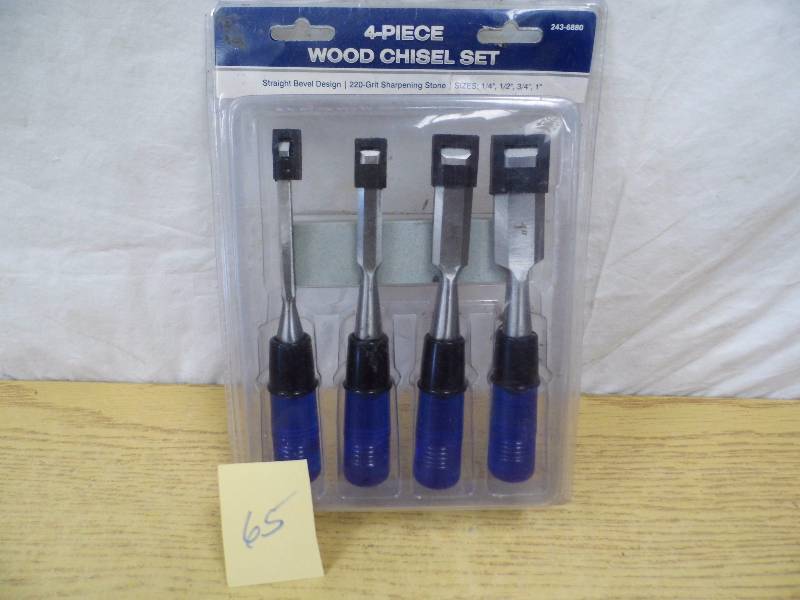 4-PIECE
WOOD CHISEL SET
243-6880
Straight Bevel Design | 220-Grit Sharpening Stone | SIZES: 1/4", 1/2", 3/4", 1"
1"
65